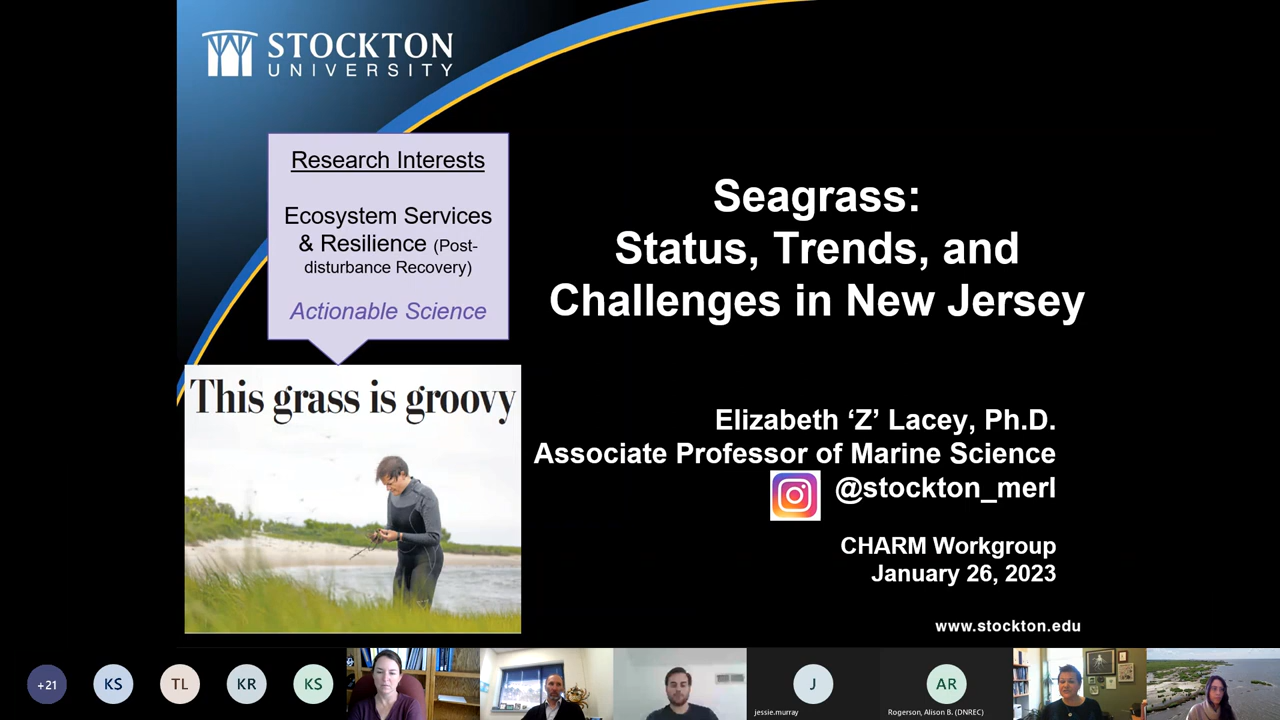 STOCKTON
UNIVERSITY
Research Interests
Ecosystem Services
& Resilience (Post-
disturbance Recovery)
Actionable Science
This grass is groovy
Seagrass:
Status, Trends, and
Challenges in New Jersey
Elizabeth ‘Z’ Lacey, Ph.D.
Associate Professor of Marine Science
@stockton_merl
CHARM Workgroup
January 26, 2023
www.stockton.edu
+21
KS
TL
KR
KS
J
jessie.murray
AR
Rogerson, Alison B. (DNREC)